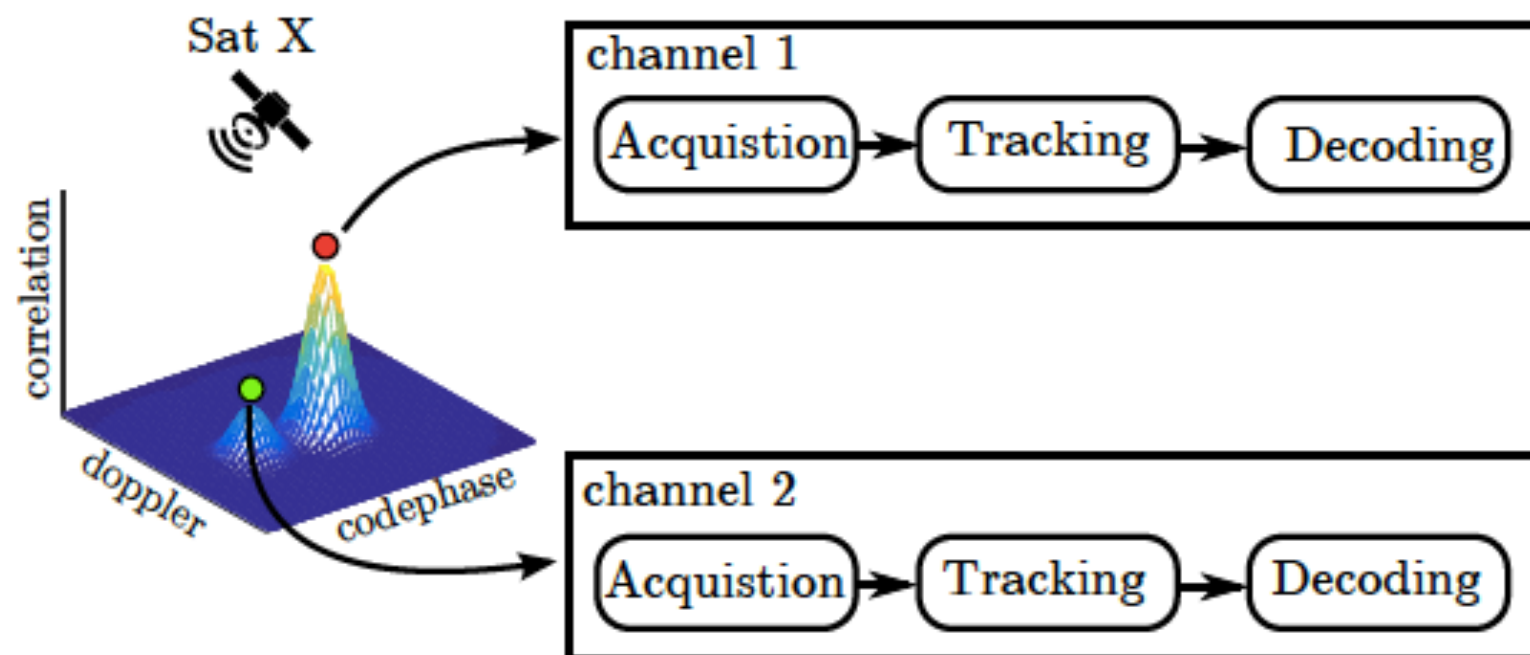 Sat X
channel 1
Acquistion
Tracking
Decoding
correlation
doppler
codephase
channel 2
Acquistion
Tracking
Decoding